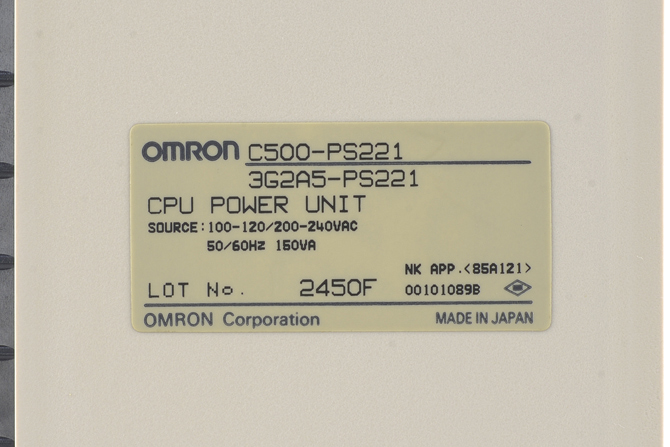 OMRON C500-PS221
3G2A5-PS221
CPU POWER UNIT
SOURCE:100-120/200-240VAC
50/60Hz 150VA
NK APP.<85A121>
LOT No. 2450F 00101089B
OMRON Corporation MADE IN JAPAN